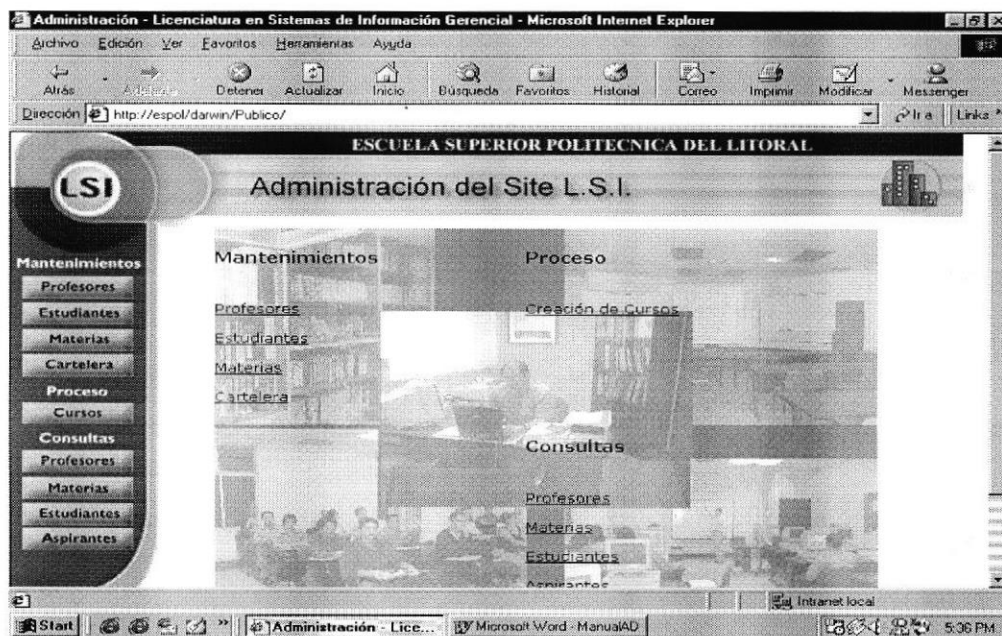 Administración - Licenciatura en Sistemas de Información Gerencial - Microsoft Internet Explorer
Archivo Edición Ver Favoritos Herramientas Ayuda
Atrás Adelante Detener Actualizar Inicio Búsqueda Favoritos Historial Correo Imprimir Modificar Messenger
Dirección http://espol/darwin/Publico/ Ir a Links »
ESCUELA SUPERIOR POLITECNICA DEL LITORAL
LSI
Administración del Site L.S.I.
Mantenimientos
Profesores
Estudiantes
Materias
Cartelera
Proceso
Cursos
Consultas
Profesores
Materias
Estudiantes
Aspirantes
Mantenimientos
Profesores
Estudiantes
Materias
Cartelera
Proceso
Creación de Cursos
Consultas
Profesores
Materias
Estudiantes
Aspirantes
Intranet local
Start » Administración - Lice... Microsoft Word - ManualAD 5:36 PM